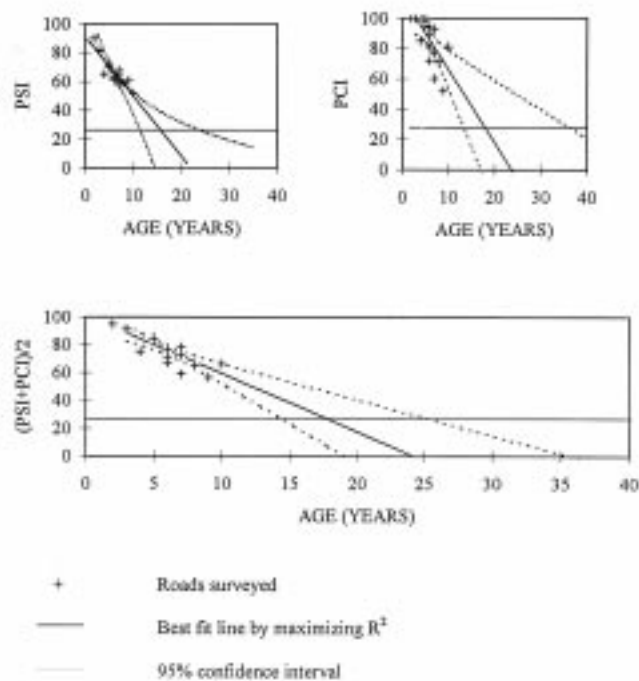 100
80
60
40
20
0
PSI
0 10 20 30 40
AGE (YEARS)
100
80
60
40
20
0
PCI
0 10 20 30 40
AGE (YEARS)
100
80
60
40
20
0
(PSI+PCI)/2
0 5 10 15 20 25 30 35 40
AGE (YEARS)
Roads surveyed
Best fit line by maximizing R²
95% confidence interval